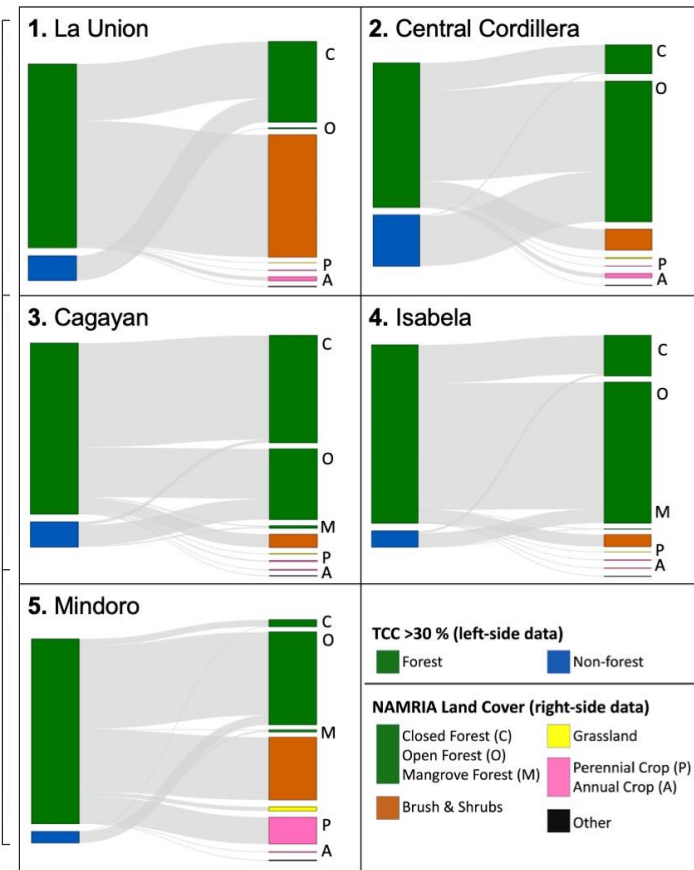 1. La Union
C
O
P
A
2. Central Cordillera
C
O
P
A
3. Cagayan
C
O
M
P
A
4. Isabela
C
O
M
P
A
5. Mindoro
C
O
M
P
A
TCC >30 % (left-side data)
Forest
Non-forest
NAMRIA Land Cover (right-side data)
Closed Forest (C)
Open Forest (O)
Mangrove Forest (M)
Brush & Shrubs
Grassland
Perennial Crop (P)
Annual Crop (A)
Other